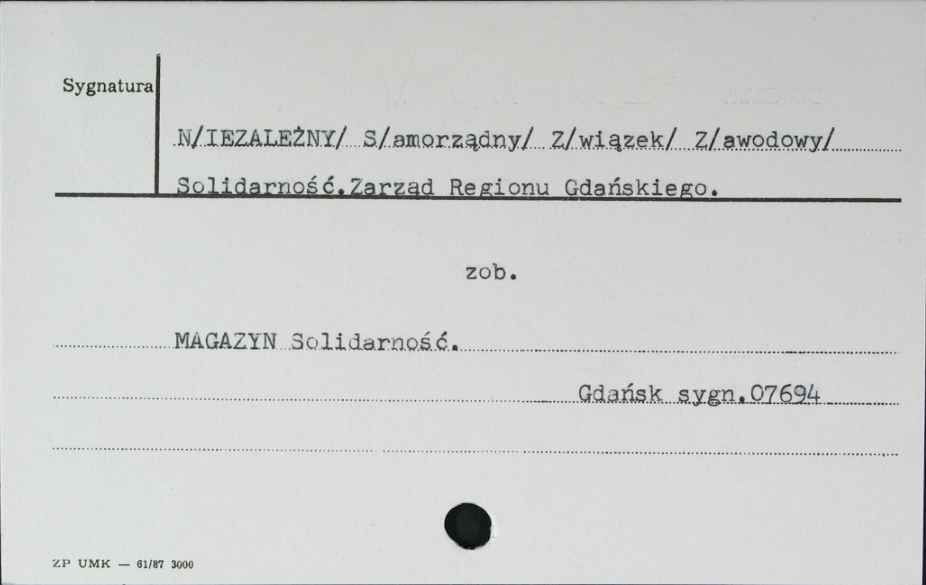 Sygnatura
N/IEZALEŻNY/ S/amorządny/ Z/wiązek/ Z/awodowy/
Solidarność.Zarząd Regionu Gdańskiego.
zob.
MAGAZYN Solidarność.
Gdańsk sygn.07694
ZP UMK — 61/87 3000